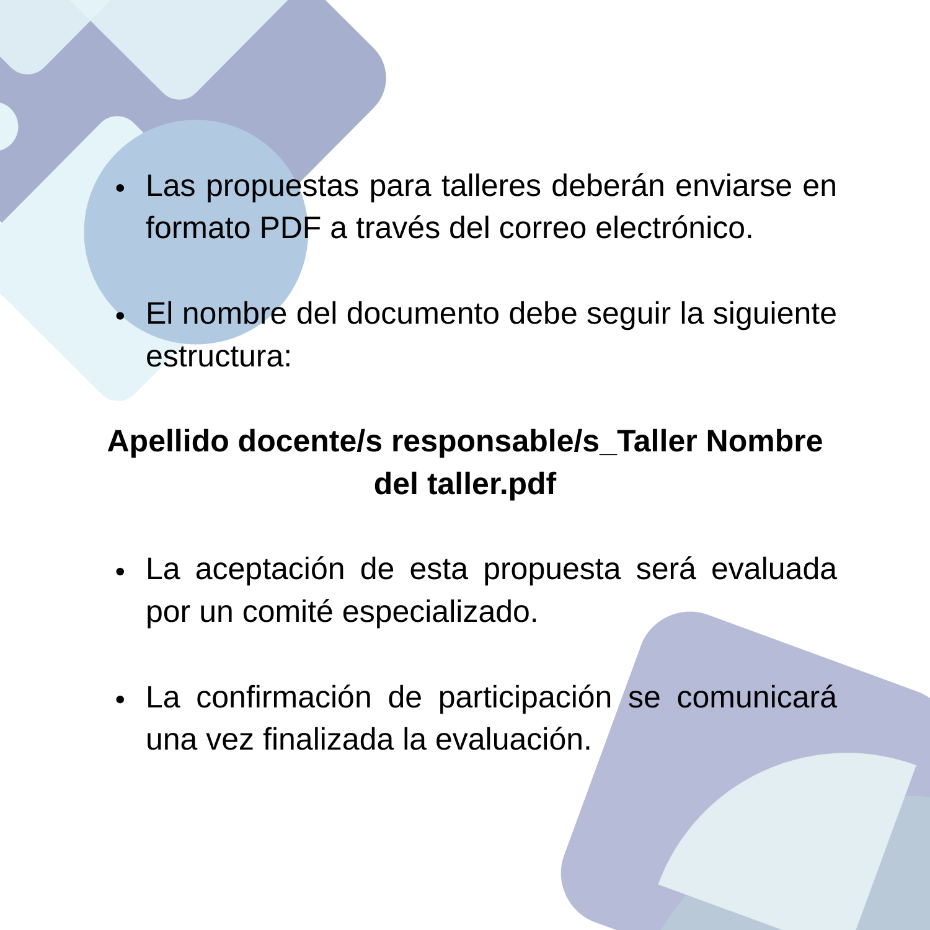 • Las propuestas para talleres deberán enviarse en
formato PDF a través del correo electrónico.
• El nombre del documento debe seguir la siguiente
estructura:
Apellido docente/s responsable/s_Taller Nombre
del taller.pdf
• La aceptación de esta propuesta será evaluada
por un comité especializado.
• La confirmación de participación se comunicará
una vez finalizada la evaluación.